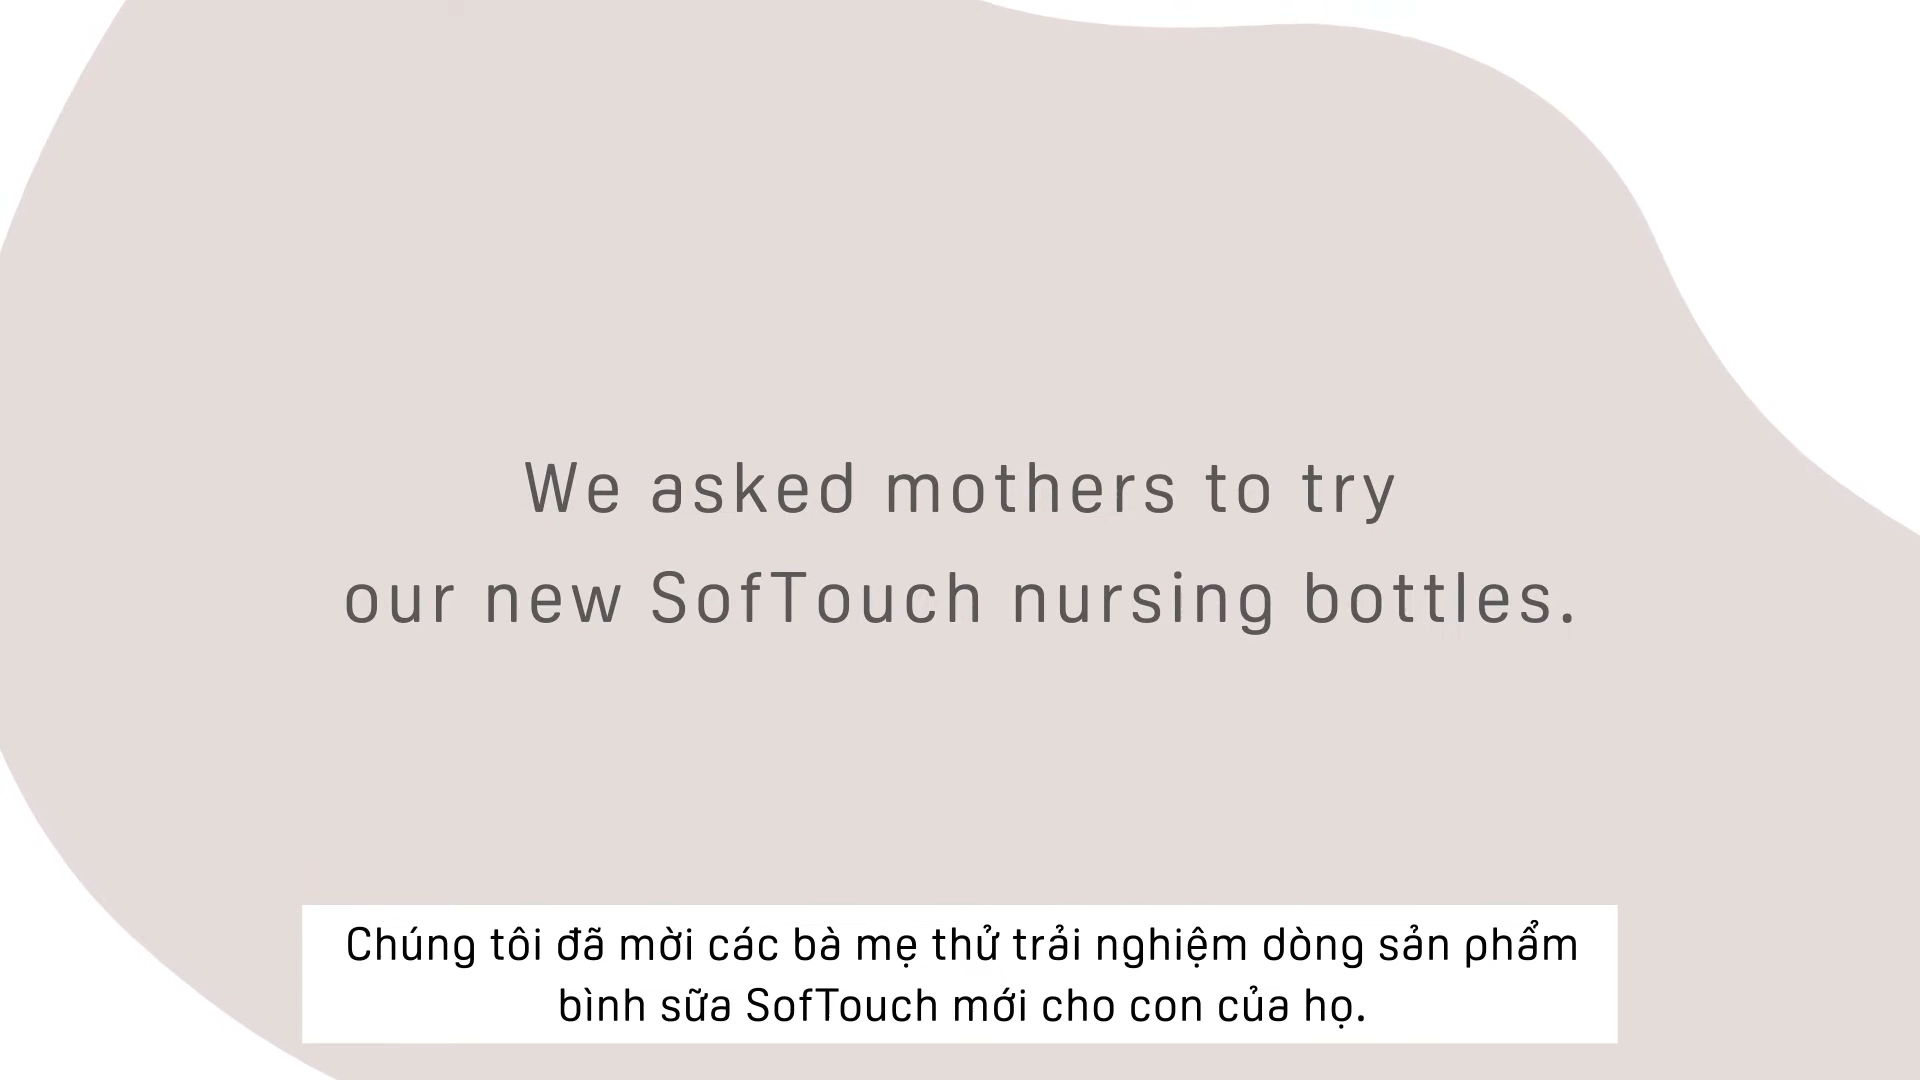 We asked mothers to try
our new SofTouch nursing bottles.
Chúng tôi đã mời các bà mẹ thử trải nghiệm dòng sản phẩm
bình sữa SofTouch mới cho con của họ.